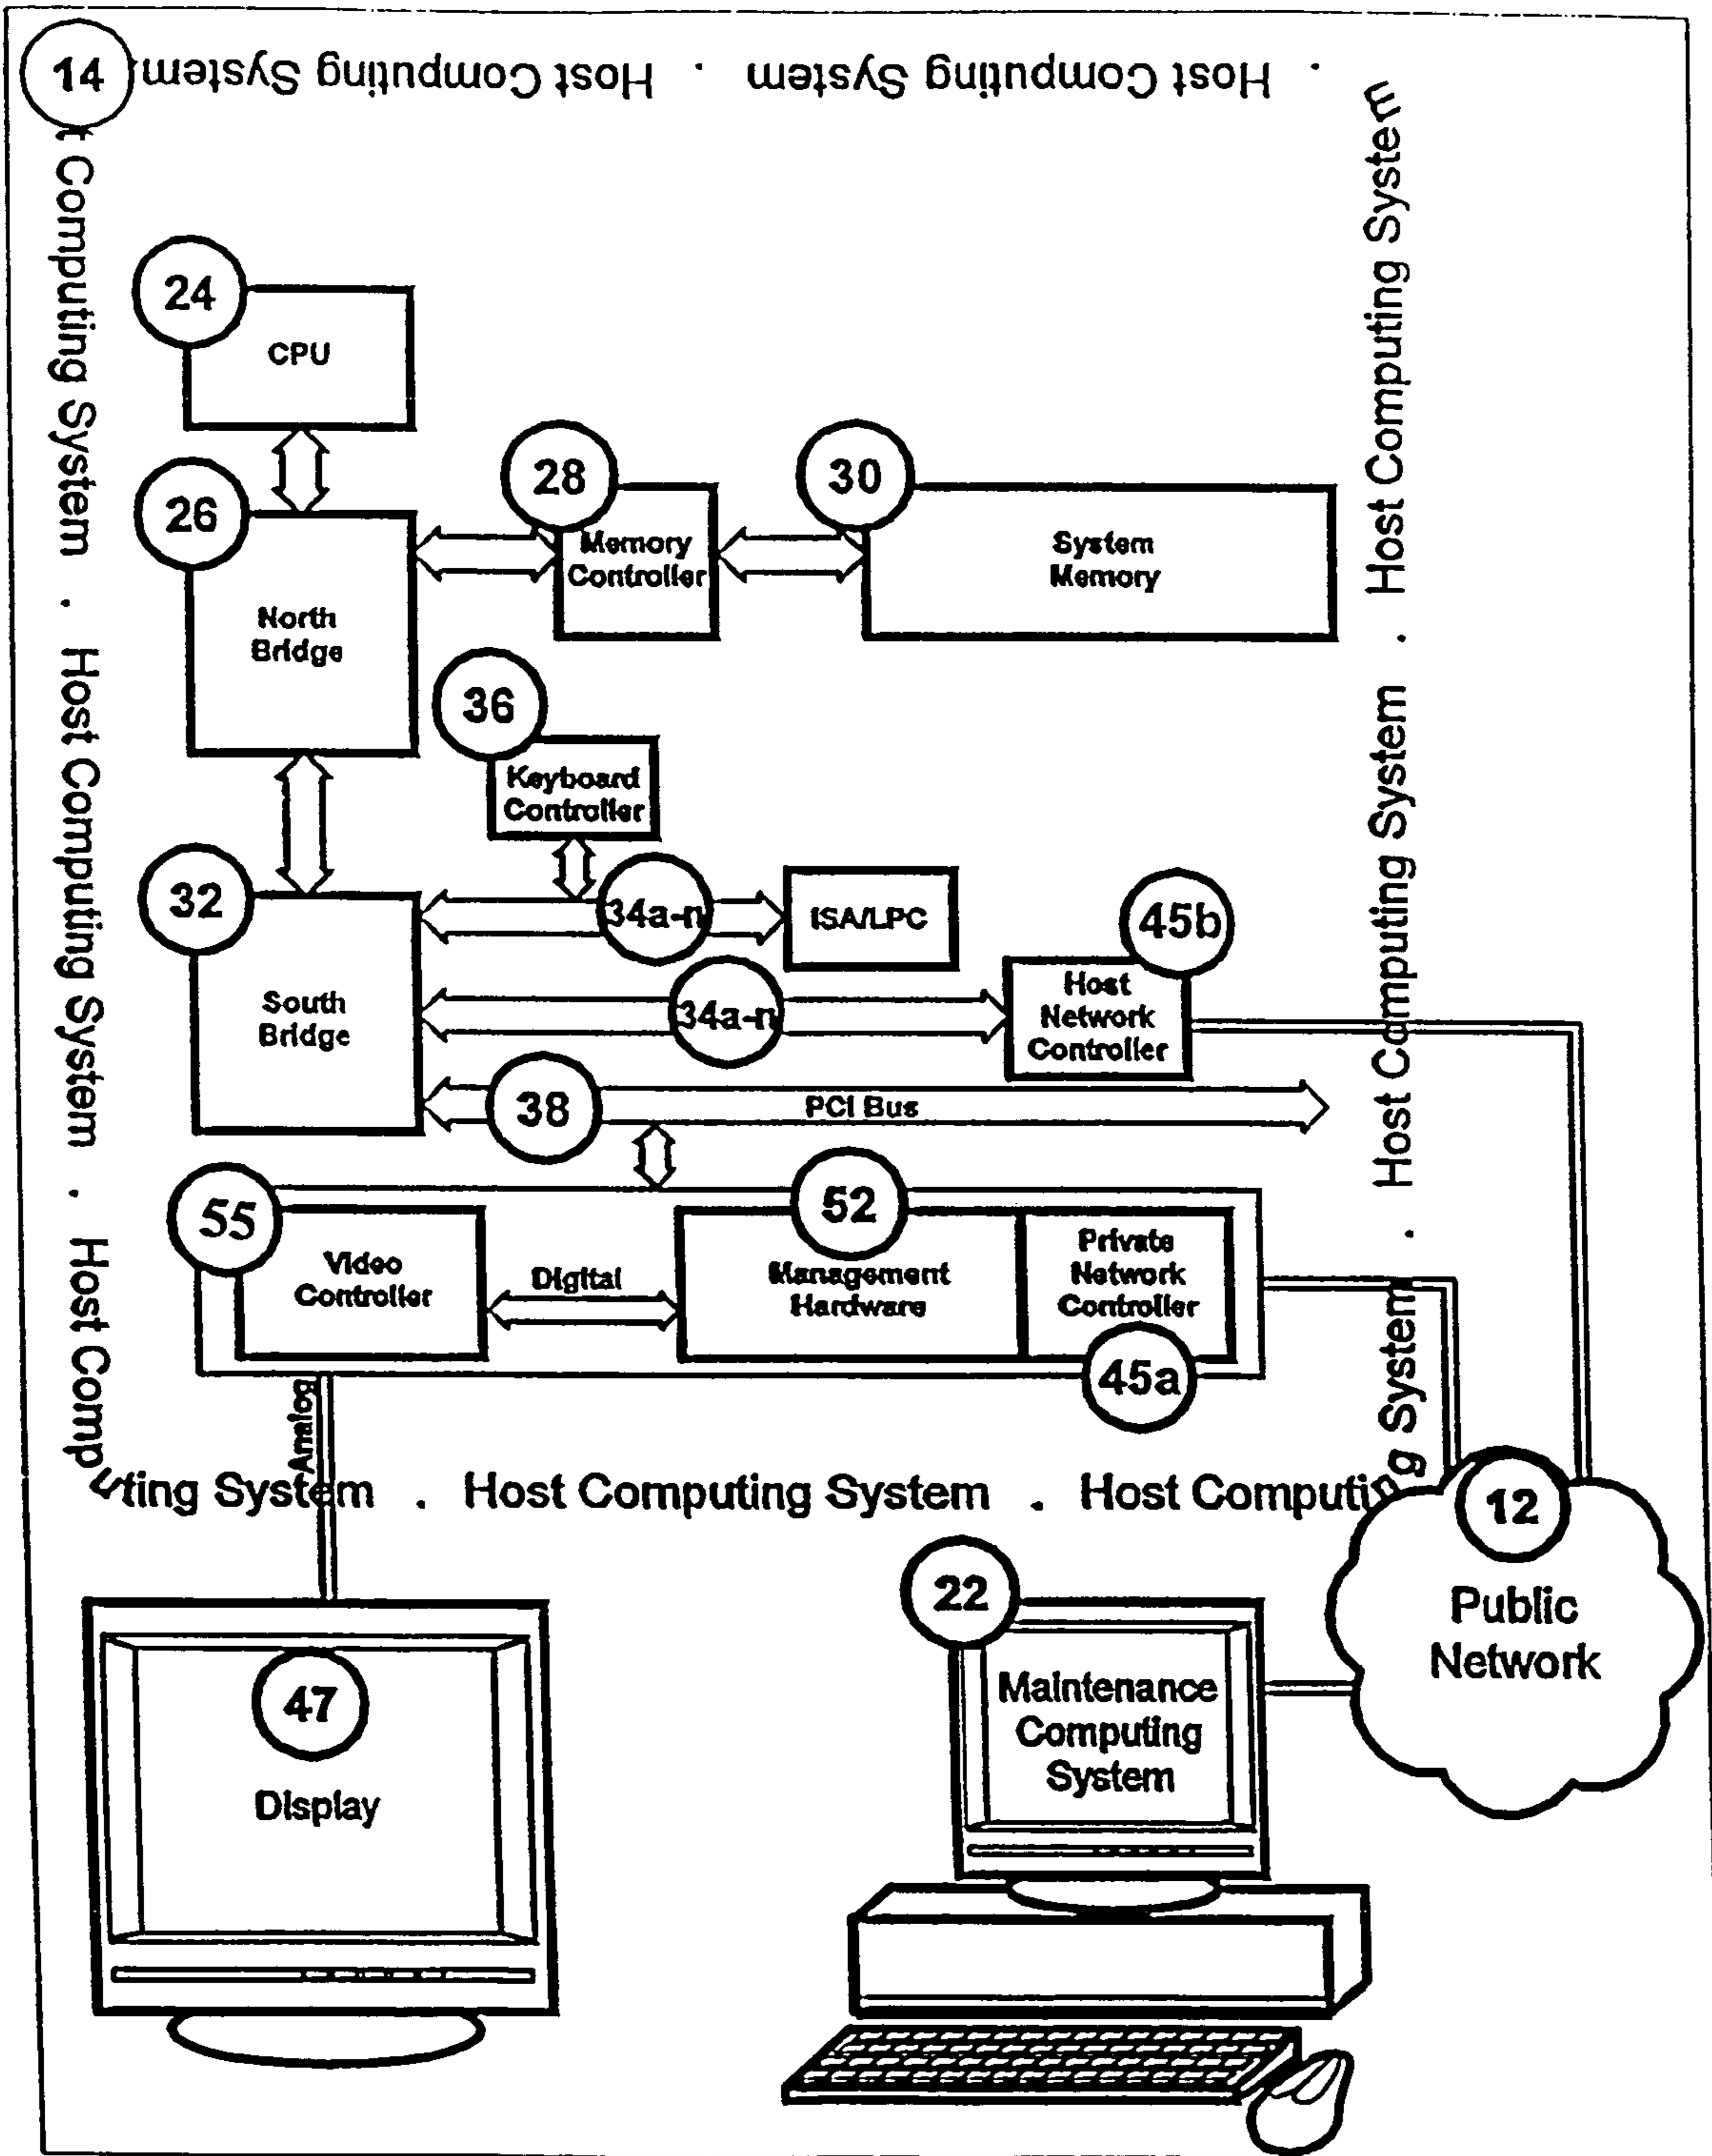 14
Host Computing System . Host Computing System .
t Computing System . Host Computing System . Host Computing System . Host Computing System . Host Computing System . Host Computing System
24
CPU
26
North
Bridge
28
Memory
Controller
30
System
Memory
36
Keyboard
Controller
32
South
Bridge
34a-n
ISA/LPC
34a-n
45b
Host
Network
Controller
38
PCI Bus
55
Video
Controller
Digital
52
Management
Hardware
Private
Network
Controller
45a
Analog
12
Public
Network
22
Maintenance
Computing
System
47
Display